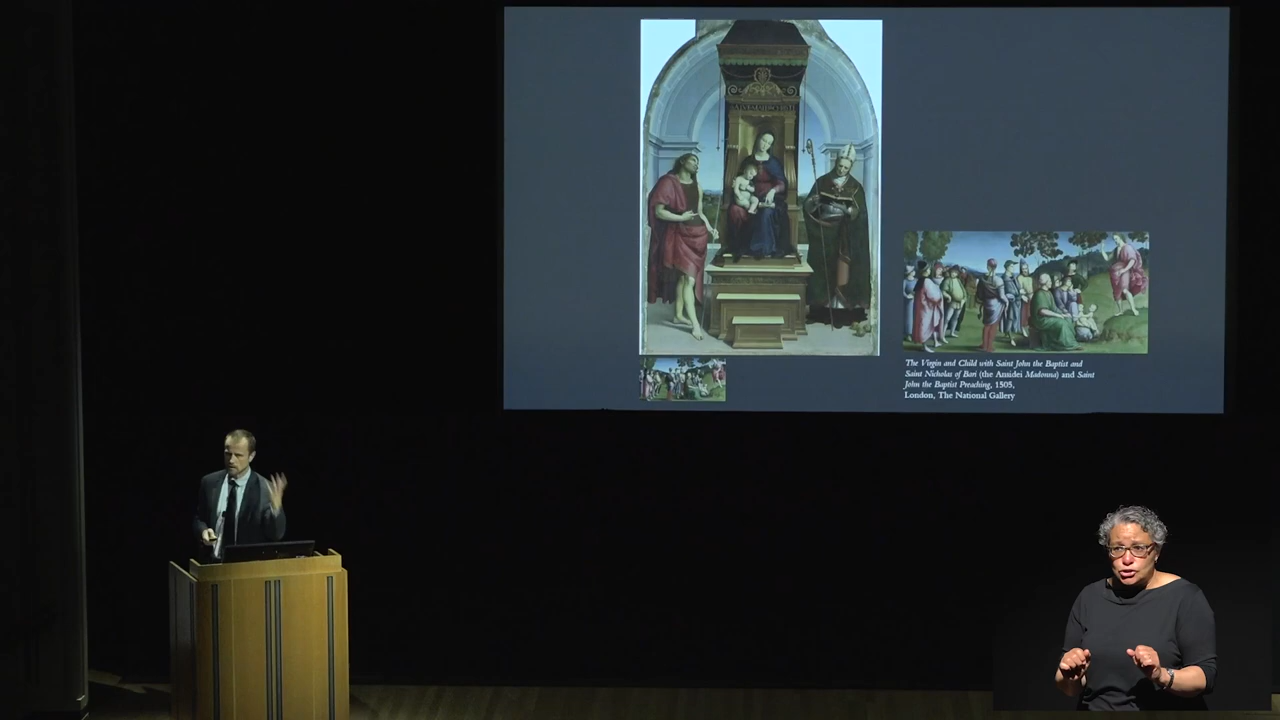 The Virgin and Child with Saint John the Baptist and
Saint Nicholas of Bari (the Amidei Madonna) and Saint
John the Baptist Preaching, 1505,
London, The National Gallery